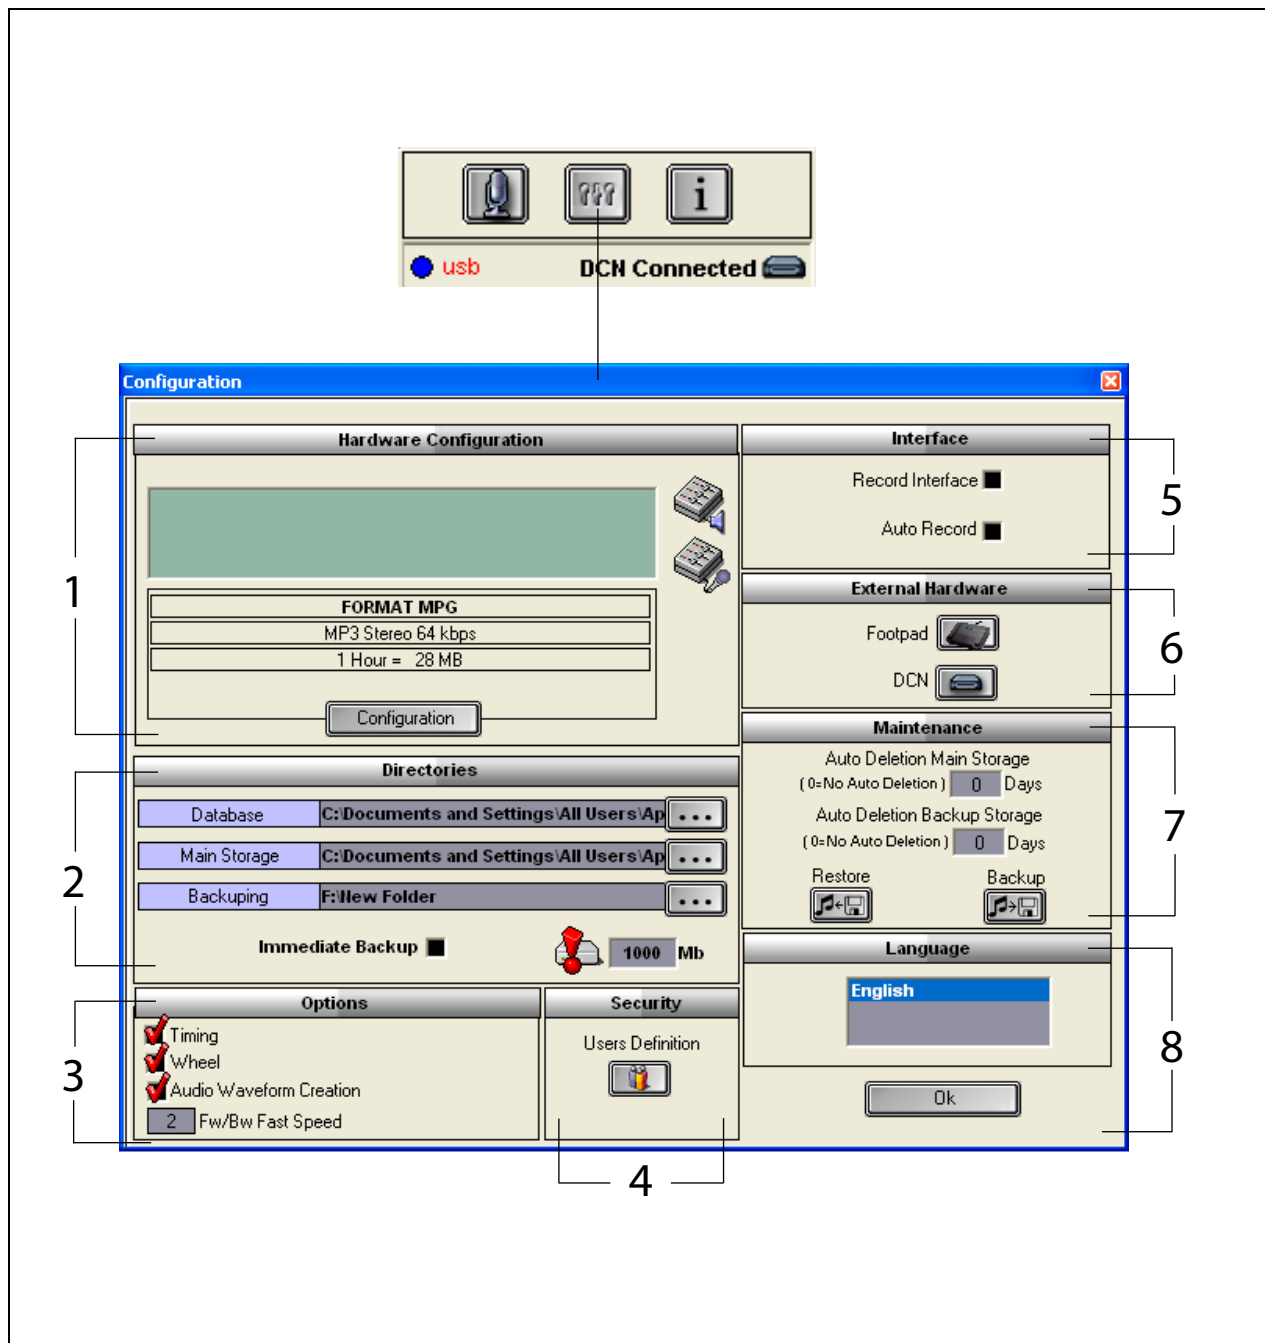 i
usb
DCN Connected
Configuration
Hardware Configuration
FORMAT MPG
MP3 Stereo 64 kbps
1 Hour = 28 MB
Configuration
1
Directories
Database C:\Documents and Settings\All Users\Ap ...
Main Storage C:\Documents and Settings\All Users\Ap ...
Backuping F:\New Folder ...
Immediate Backup
1000 Mb
2
Options
Timing
Wheel
Audio Waveform Creation
2 Fw/Bw Fast Speed
3
Security
Users Definition
4
Interface
Record Interface
Auto Record
5
External Hardware
Footpad
DCN
6
Maintenance
Auto Deletion Main Storage
( 0=No Auto Deletion ) 0 Days
Auto Deletion Backup Storage
( 0=No Auto Deletion ) 0 Days
Restore Backup
7
Language
English
Ok
8